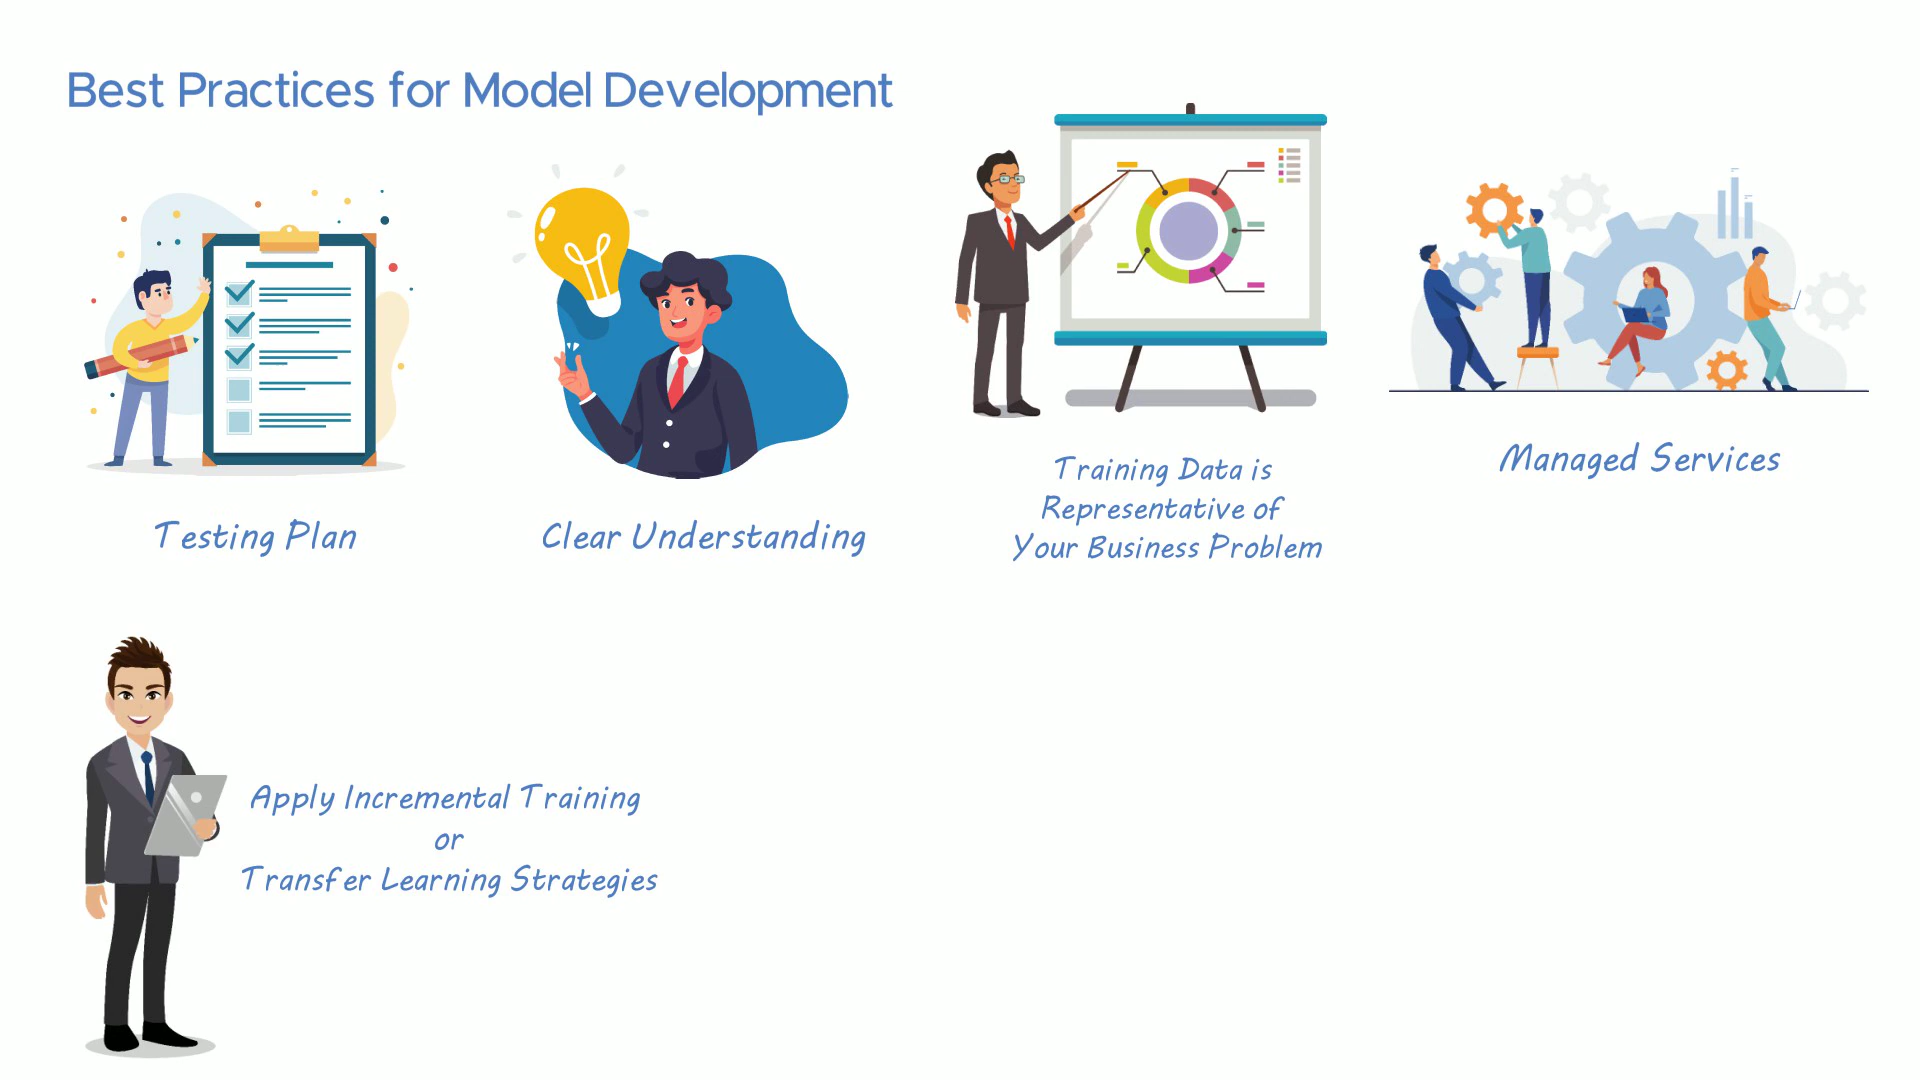 Best Practices for Model Development
Testing Plan
Clear Understanding
Training Data is
Representative of
Your Business Problem
Managed Services
Apply Incremental Training
or
Transfer Learning Strategies